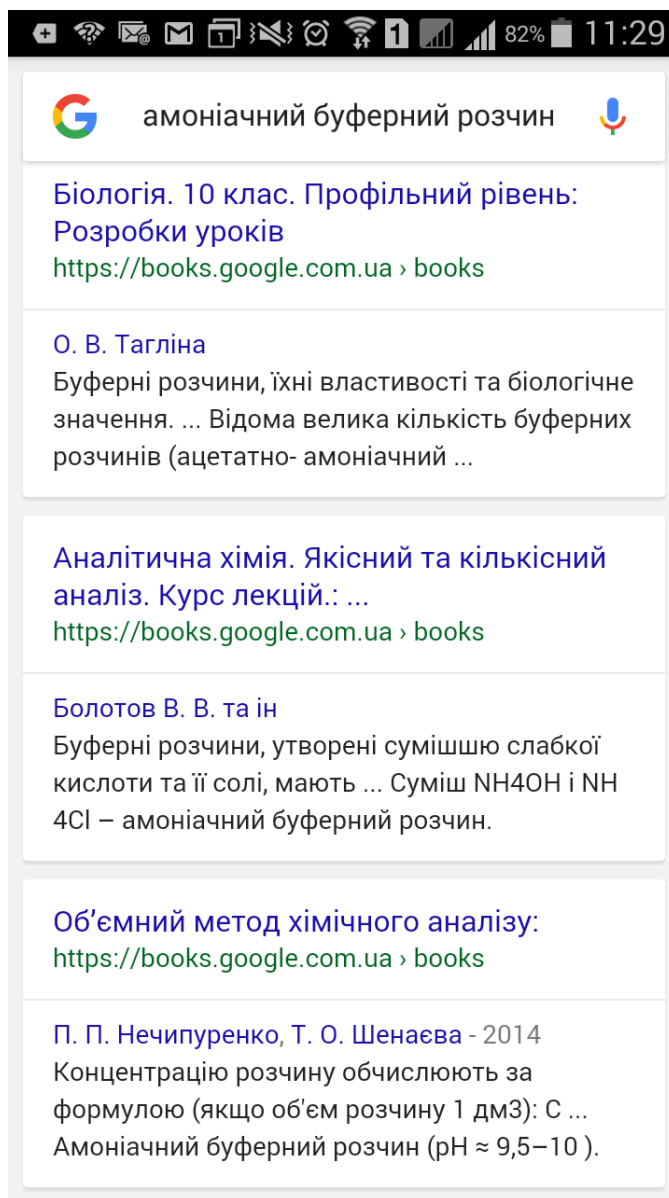 82% 11:29
амоніачний буферний розчин
Біологія. 10 клас. Профільний рівень:
Розробки уроків
https://books.google.com.ua › books
О. В. Тагліна
Буферні розчини, їхні властивості та біологічне
значення. ... Відома велика кількість буферних
розчинів (ацетатно- амоніачний ...
Аналітична хімія. Якісний та кількісний
аналіз. Курс лекцій.: ...
https://books.google.com.ua › books
Болотов В. В. та ін
Буферні розчини, утворені сумішшю слабкої
кислоти та її солі, мають ... Суміш NH4OH і NH
4Cl – амоніачний буферний розчин.
Об’ємний метод хімічного аналізу:
https://books.google.com.ua › books
П. П. Нечипуренко, Т. О. Шенаєва - 2014
Концентрацію розчину обчислюють за
формулою (якщо об'єм розчину 1 дм3): С ...
Амоніачний буферний розчин (рН ≈ 9,5–10 ).